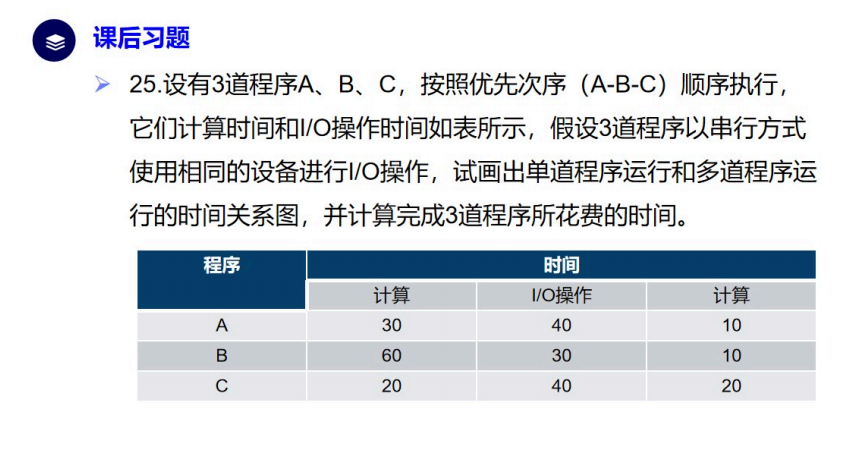 课后习题
25.设有3道程序A、B、C，按照优先次序（A-B-C）顺序执行，
它们计算时间和I/O操作时间如表所示，假设3道程序以串行方式
使用相同的设备进行I/O操作，试画出单道程序运行和多道程序运
行的时间关系图，并计算完成3道程序所花费的时间。
程序 时间
计算 I/O操作 计算
A 30 40 10
B 60 30 10
C 20 40 20